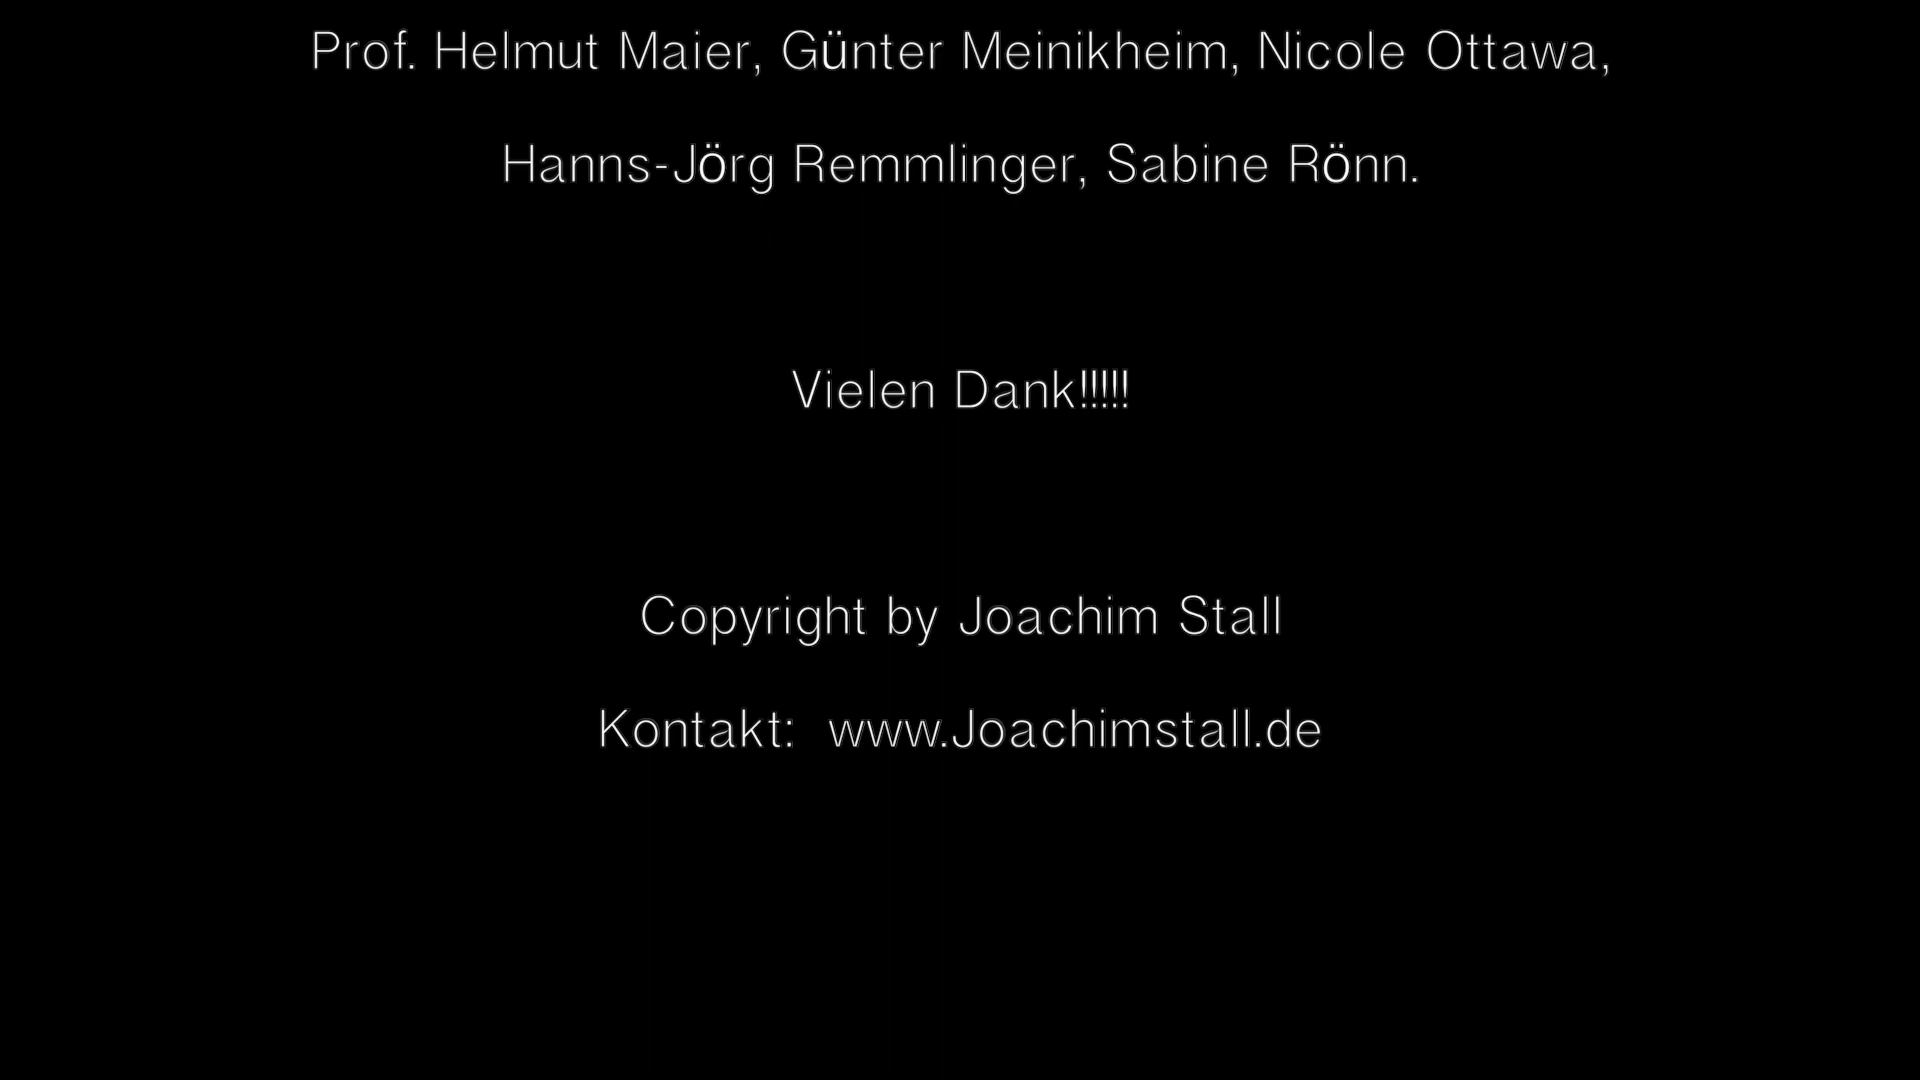 Prof. Helmut Maier, Günter Meinikheim, Nicole Ottawa,
Hanns-Jörg Remmlinger, Sabine Rönn.
Vielen Dank!!!!!
Copyright by Joachim Stall
Kontakt:  www.Joachimstall.de